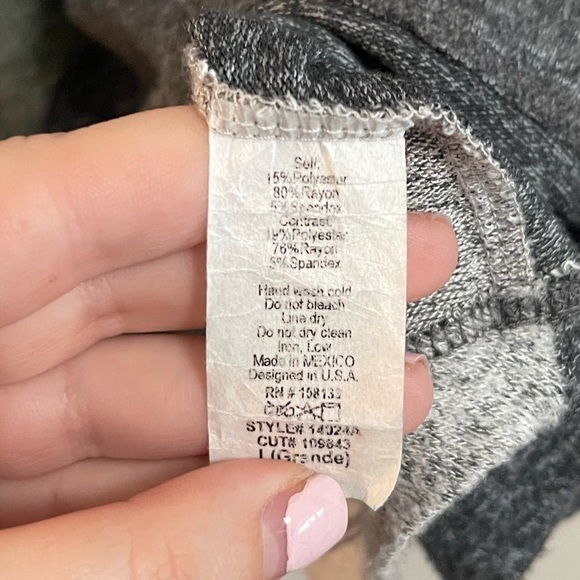 Self:
15%Polyester
80%Rayon
5%Spandex
Contrast
19%Polyester
76%Rayon
5%Spandex
Hand wash cold
Do not bleach
Line dry
Do not dry clean
Iron, Low
Made in MEXICO
Designed in U.S.A.
RN #
STYLE# 14024A
CUT# 109843
L(Grande)